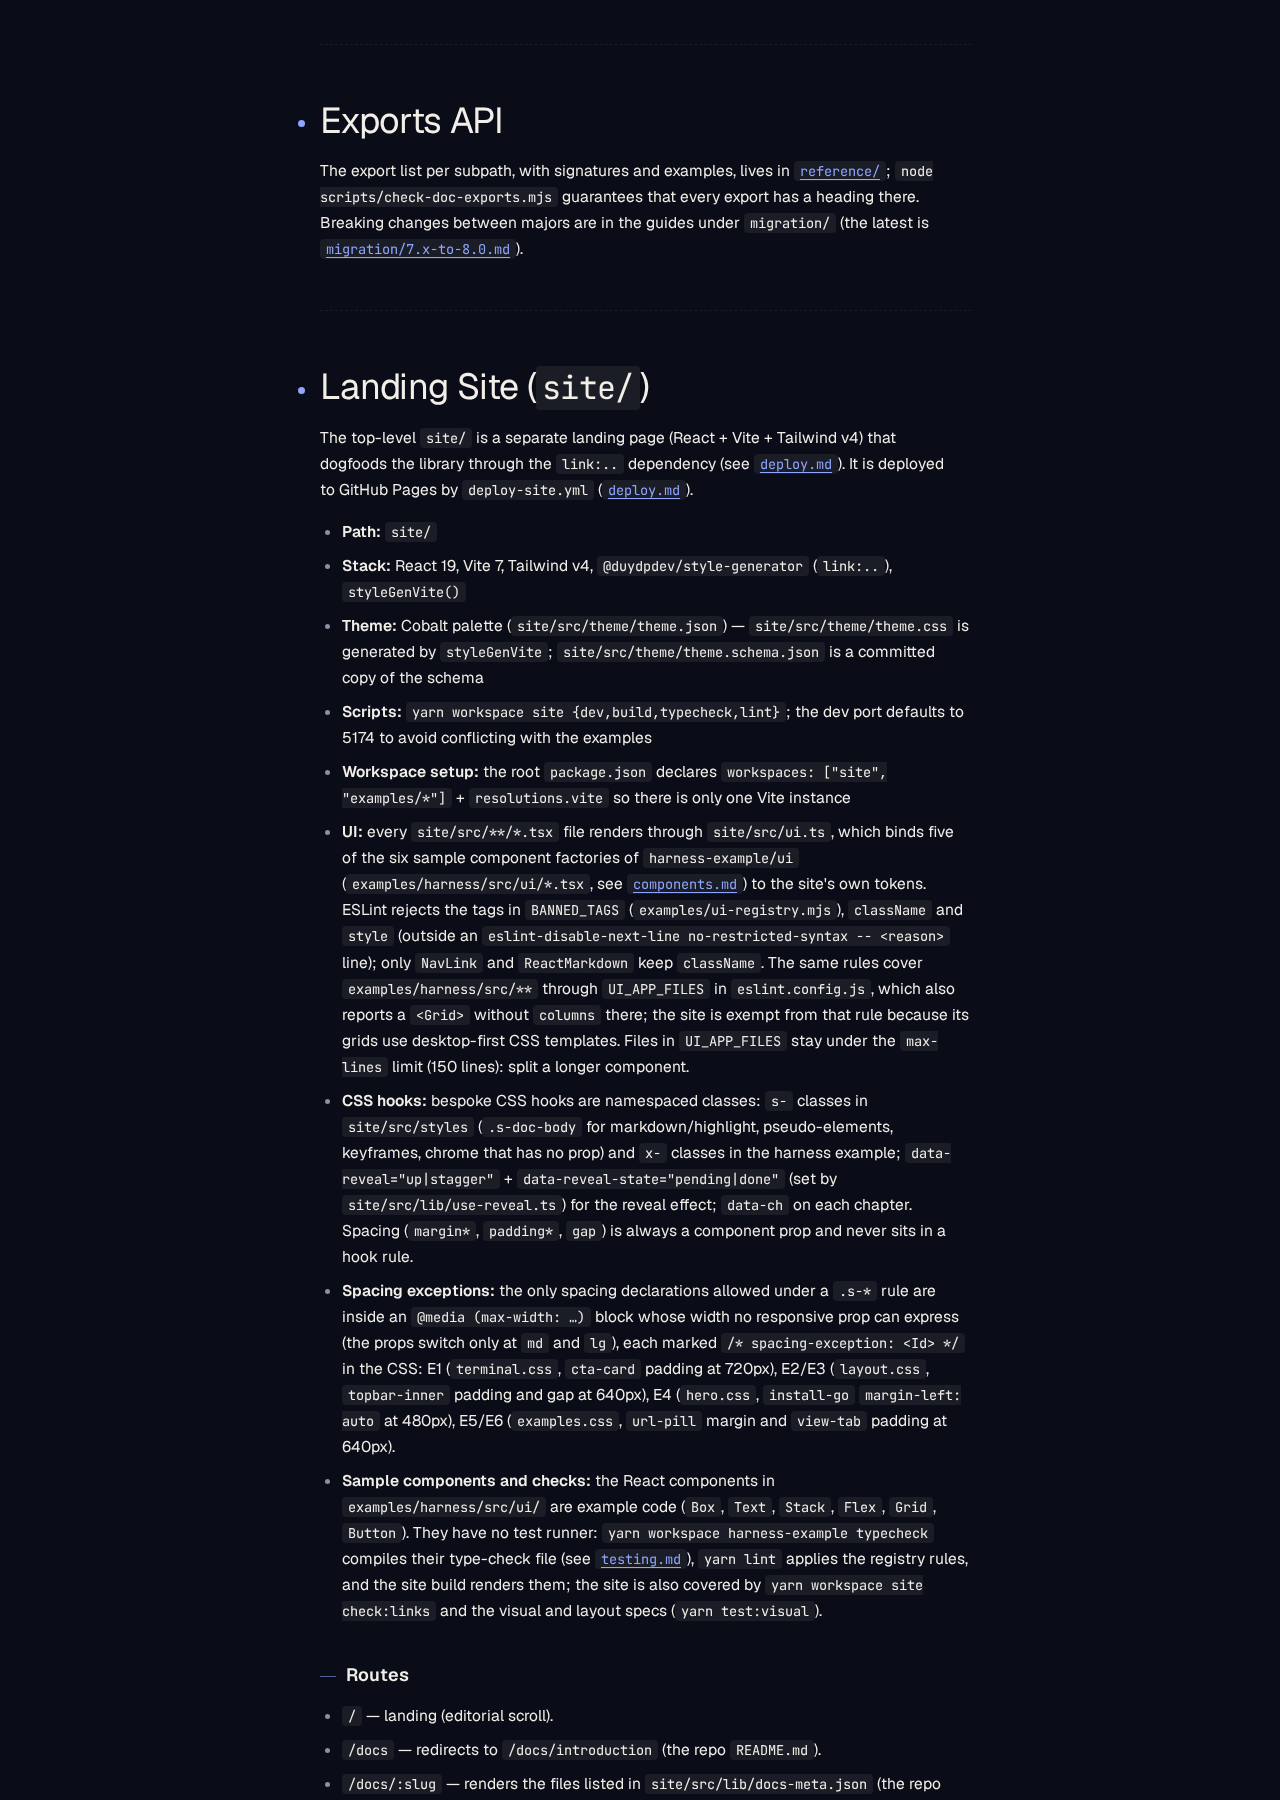 Exports API
The export list per subpath, with signatures and examples, lives in reference/ ; node
scripts/check-doc-exports.mjs guarantees that every export has a heading there.
Breaking changes between majors are in the guides under migration/ (the latest is
migration/7.x-to-8.0.md ).
Landing Site (site/)
The top-level site/ is a separate landing page (React + Vite + Tailwind v4) that
dogfoods the library through the link:.. dependency (see deploy.md ). It is deployed
to GitHub Pages by deploy-site.yml ( deploy.md ).
Path: site/
Stack: React 19, Vite 7, Tailwind v4, @duydpdev/style-generator ( link:.. ),
styleGenVite()
Theme: Cobalt palette ( site/src/theme/theme.json ) — site/src/theme/theme.css is
generated by styleGenVite ; site/src/theme/theme.schema.json is a committed
copy of the schema
Scripts: yarn workspace site {dev,build,typecheck,lint} ; the dev port defaults to
5174 to avoid conflicting with the examples
Workspace setup: the root package.json declares workspaces: ["site",
"examples/*"] + resolutions.vite so there is only one Vite instance
UI: every site/src/**/*.tsx file renders through site/src/ui.ts , which binds five
of the six sample component factories of harness-example/ui
( examples/harness/src/ui/*.tsx , see components.md ) to the site's own tokens.
ESLint rejects the tags in BANNED_TAGS ( examples/ui-registry.mjs ), className and
style (outside an eslint-disable-next-line no-restricted-syntax -- <reason>
line); only NavLink and ReactMarkdown keep className . The same rules cover
examples/harness/src/** through UI_APP_FILES in eslint.config.js , which also
reports a <Grid> without columns there; the site is exempt from that rule because its
grids use desktop-first CSS templates. Files in UI_APP_FILES stay under the max-
lines limit (150 lines): split a longer component.
CSS hooks: bespoke CSS hooks are namespaced classes: s- classes in
site/src/styles ( .s-doc-body for markdown/highlight, pseudo-elements,
keyframes, chrome that has no prop) and x- classes in the harness example; data-
reveal="up|stagger" + data-reveal-state="pending|done" (set by
site/src/lib/use-reveal.ts ) for the reveal effect; data-ch on each chapter.
Spacing ( margin* , padding* , gap ) is always a component prop and never sits in a
hook rule.
Spacing exceptions: the only spacing declarations allowed under a .s-* rule are
inside an @media (max-width: …) block whose width no responsive prop can express
(the props switch only at md and lg ), each marked /* spacing-exception: <Id> */
in the CSS: E1 ( terminal.css , cta-card padding at 720px), E2/E3 ( layout.css ,
topbar-inner padding and gap at 640px), E4 ( hero.css , install-go margin-left:
auto at 480px), E5/E6 ( examples.css , url-pill margin and view-tab padding at
640px).
Sample components and checks: the React components in
examples/harness/src/ui/ are example code ( Box , Text , Stack , Flex , Grid ,
Button ). They have no test runner: yarn workspace harness-example typecheck
compiles their type-check file (see testing.md ), yarn lint applies the registry rules,
and the site build renders them; the site is also covered by yarn workspace site
check:links and the visual and layout specs ( yarn test:visual ).
— Routes
/ — landing (editorial scroll).
/docs — redirects to /docs/introduction (the repo README.md ).
/docs/:slug — renders the files listed in site/src/lib/docs-meta.json (the repo